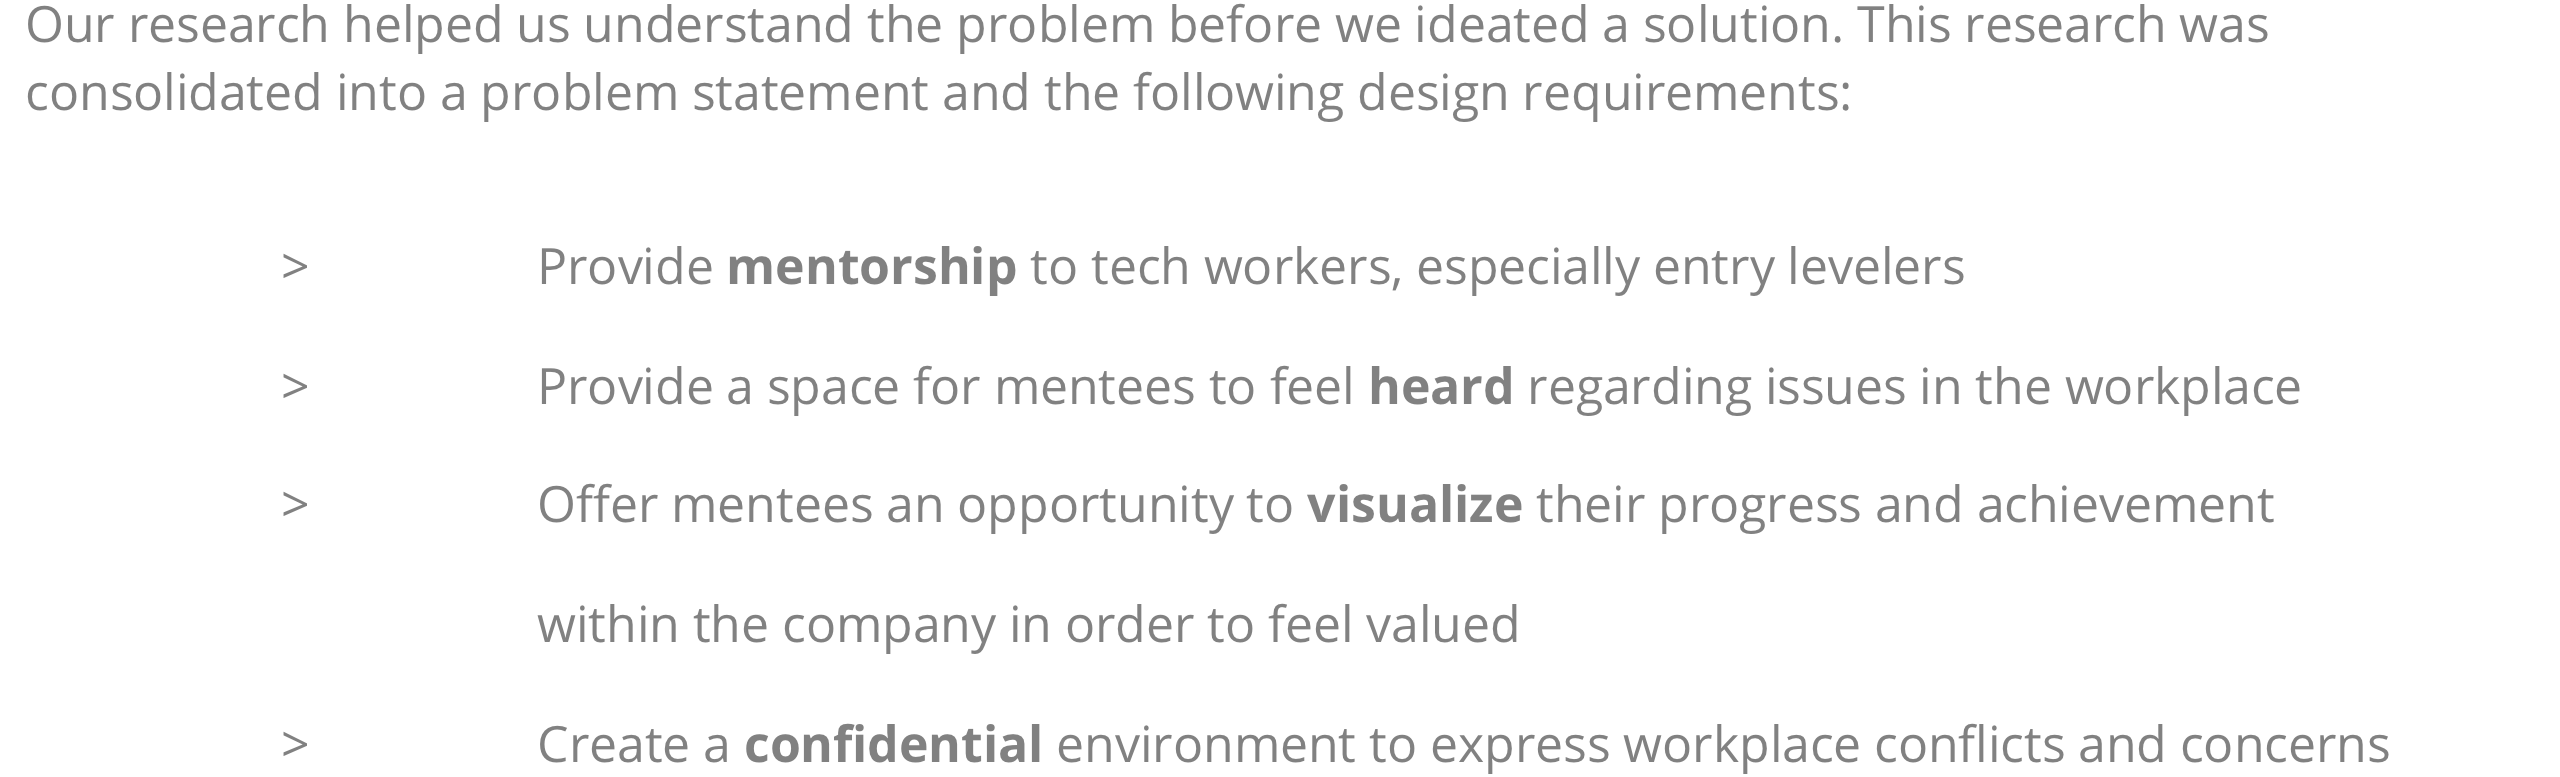 Our research helped us understand the problem before we ideated a solution. This research was
consolidated into a problem statement and the following design requirements:
> Provide mentorship to tech workers, especially entry levelers
> Provide a space for mentees to feel heard regarding issues in the workplace
> Offer mentees an opportunity to visualize their progress and achievement
within the company in order to feel valued
> Create a confidential environment to express workplace conflicts and concerns